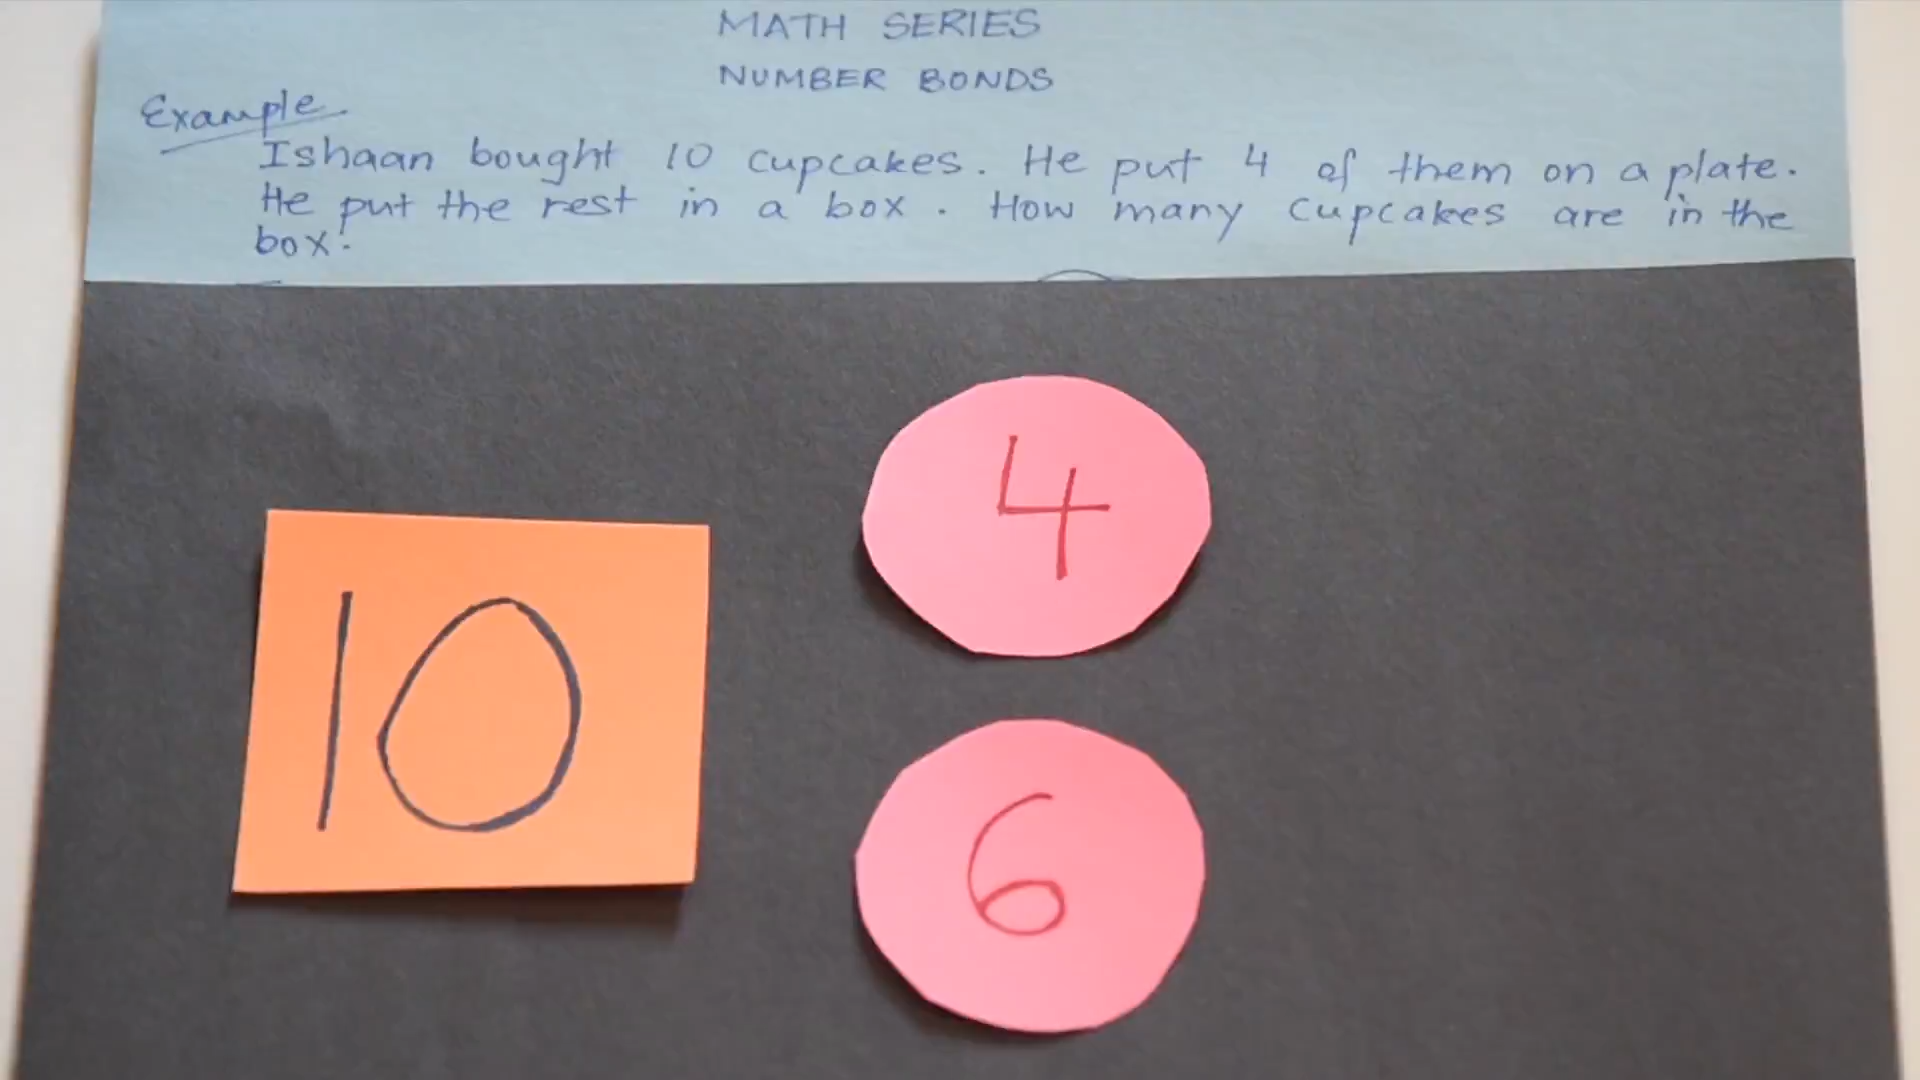 MATH SERIES
NUMBER BONDS
Example
Ishaan bought 10 cupcakes. He put 4 of them on a plate.
He put the rest in a box. How many cupcakes are in the
box?
4
10
6